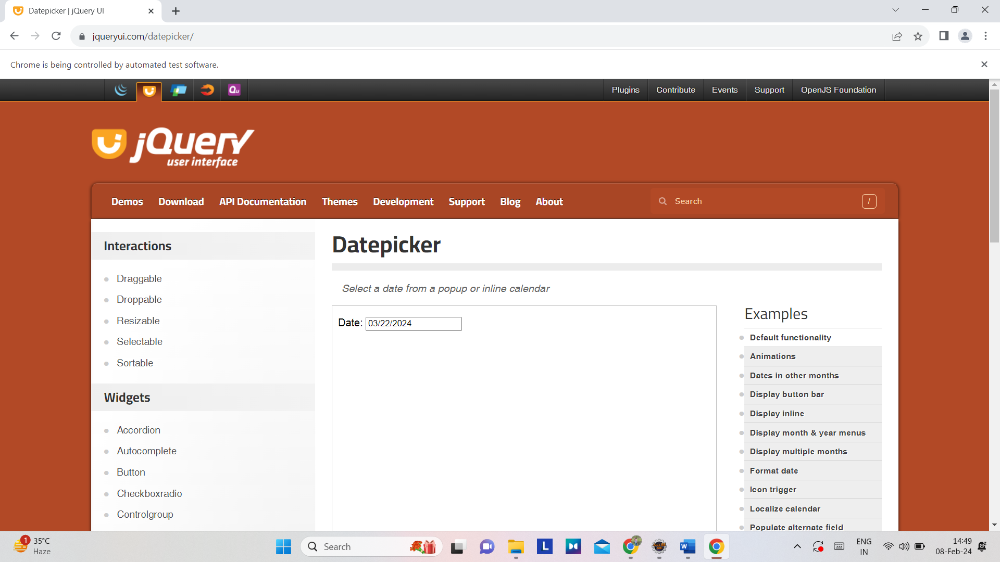 Datepicker | jQuery UI
jqueryui.com/datepicker/
Chrome is being controlled by automated test software.
Qu
Plugins Contribute Events Support OpenJS Foundation
jQuery
user interface
Demos Download API Documentation Themes Development Support Blog About Search /
Interactions
Draggable
Droppable
Resizable
Selectable
Sortable
Widgets
Accordion
Autocomplete
Button
Checkboxradio
Controlgroup
Datepicker
Select a date from a popup or inline calendar
Date: 03/22/2024
Examples
Default functionality
Animations
Dates in other months
Display button bar
Display inline
Display month & year menus
Display multiple months
Format date
Icon trigger
Localize calendar
Populate alternate field
1 35°C
Haze
Search
L
W
ENG
IN
14:49
08-Feb-24